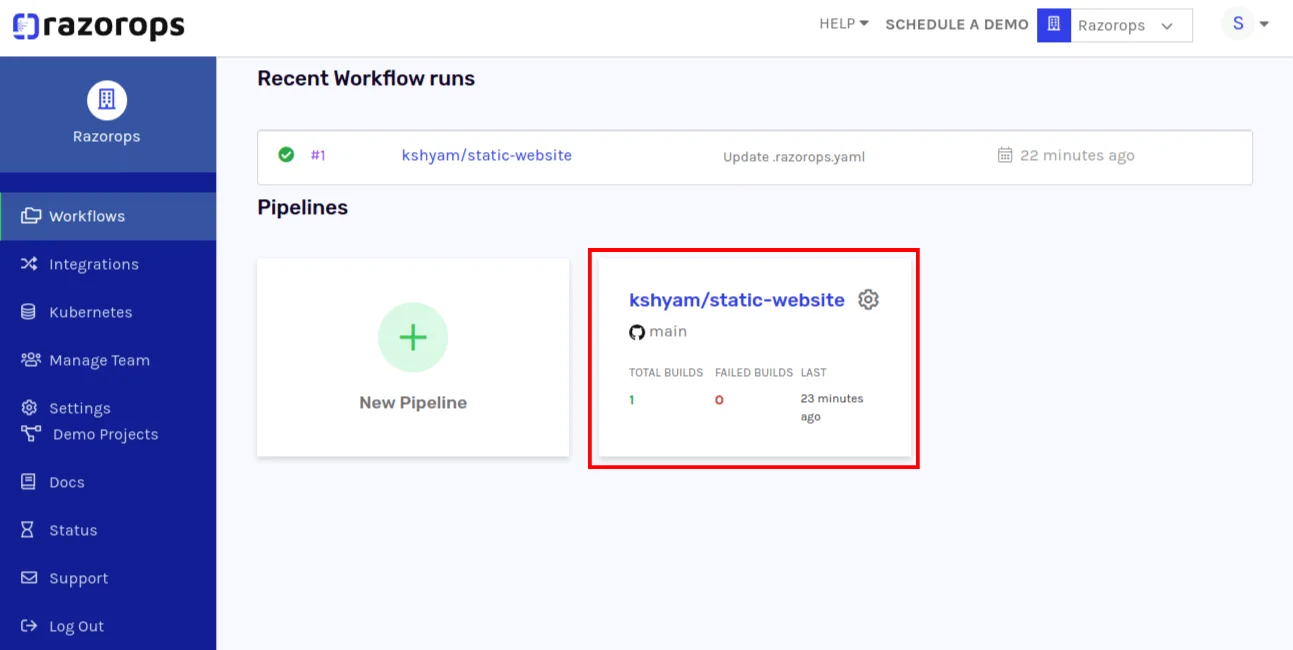 razorops
HELP
SCHEDULE A DEMO
Razorops
S
Razorops
Workflows
Integrations
Kubernetes
Manage Team
Settings
Demo Projects
Docs
Status
Support
Log Out
Recent Workflow runs
#1 kshyam/static-website Update .razorops.yaml 22 minutes ago
Pipelines
New Pipeline
kshyam/static-website
main
TOTAL BUILDS FAILED BUILDS LAST
1 0 23 minutes
ago